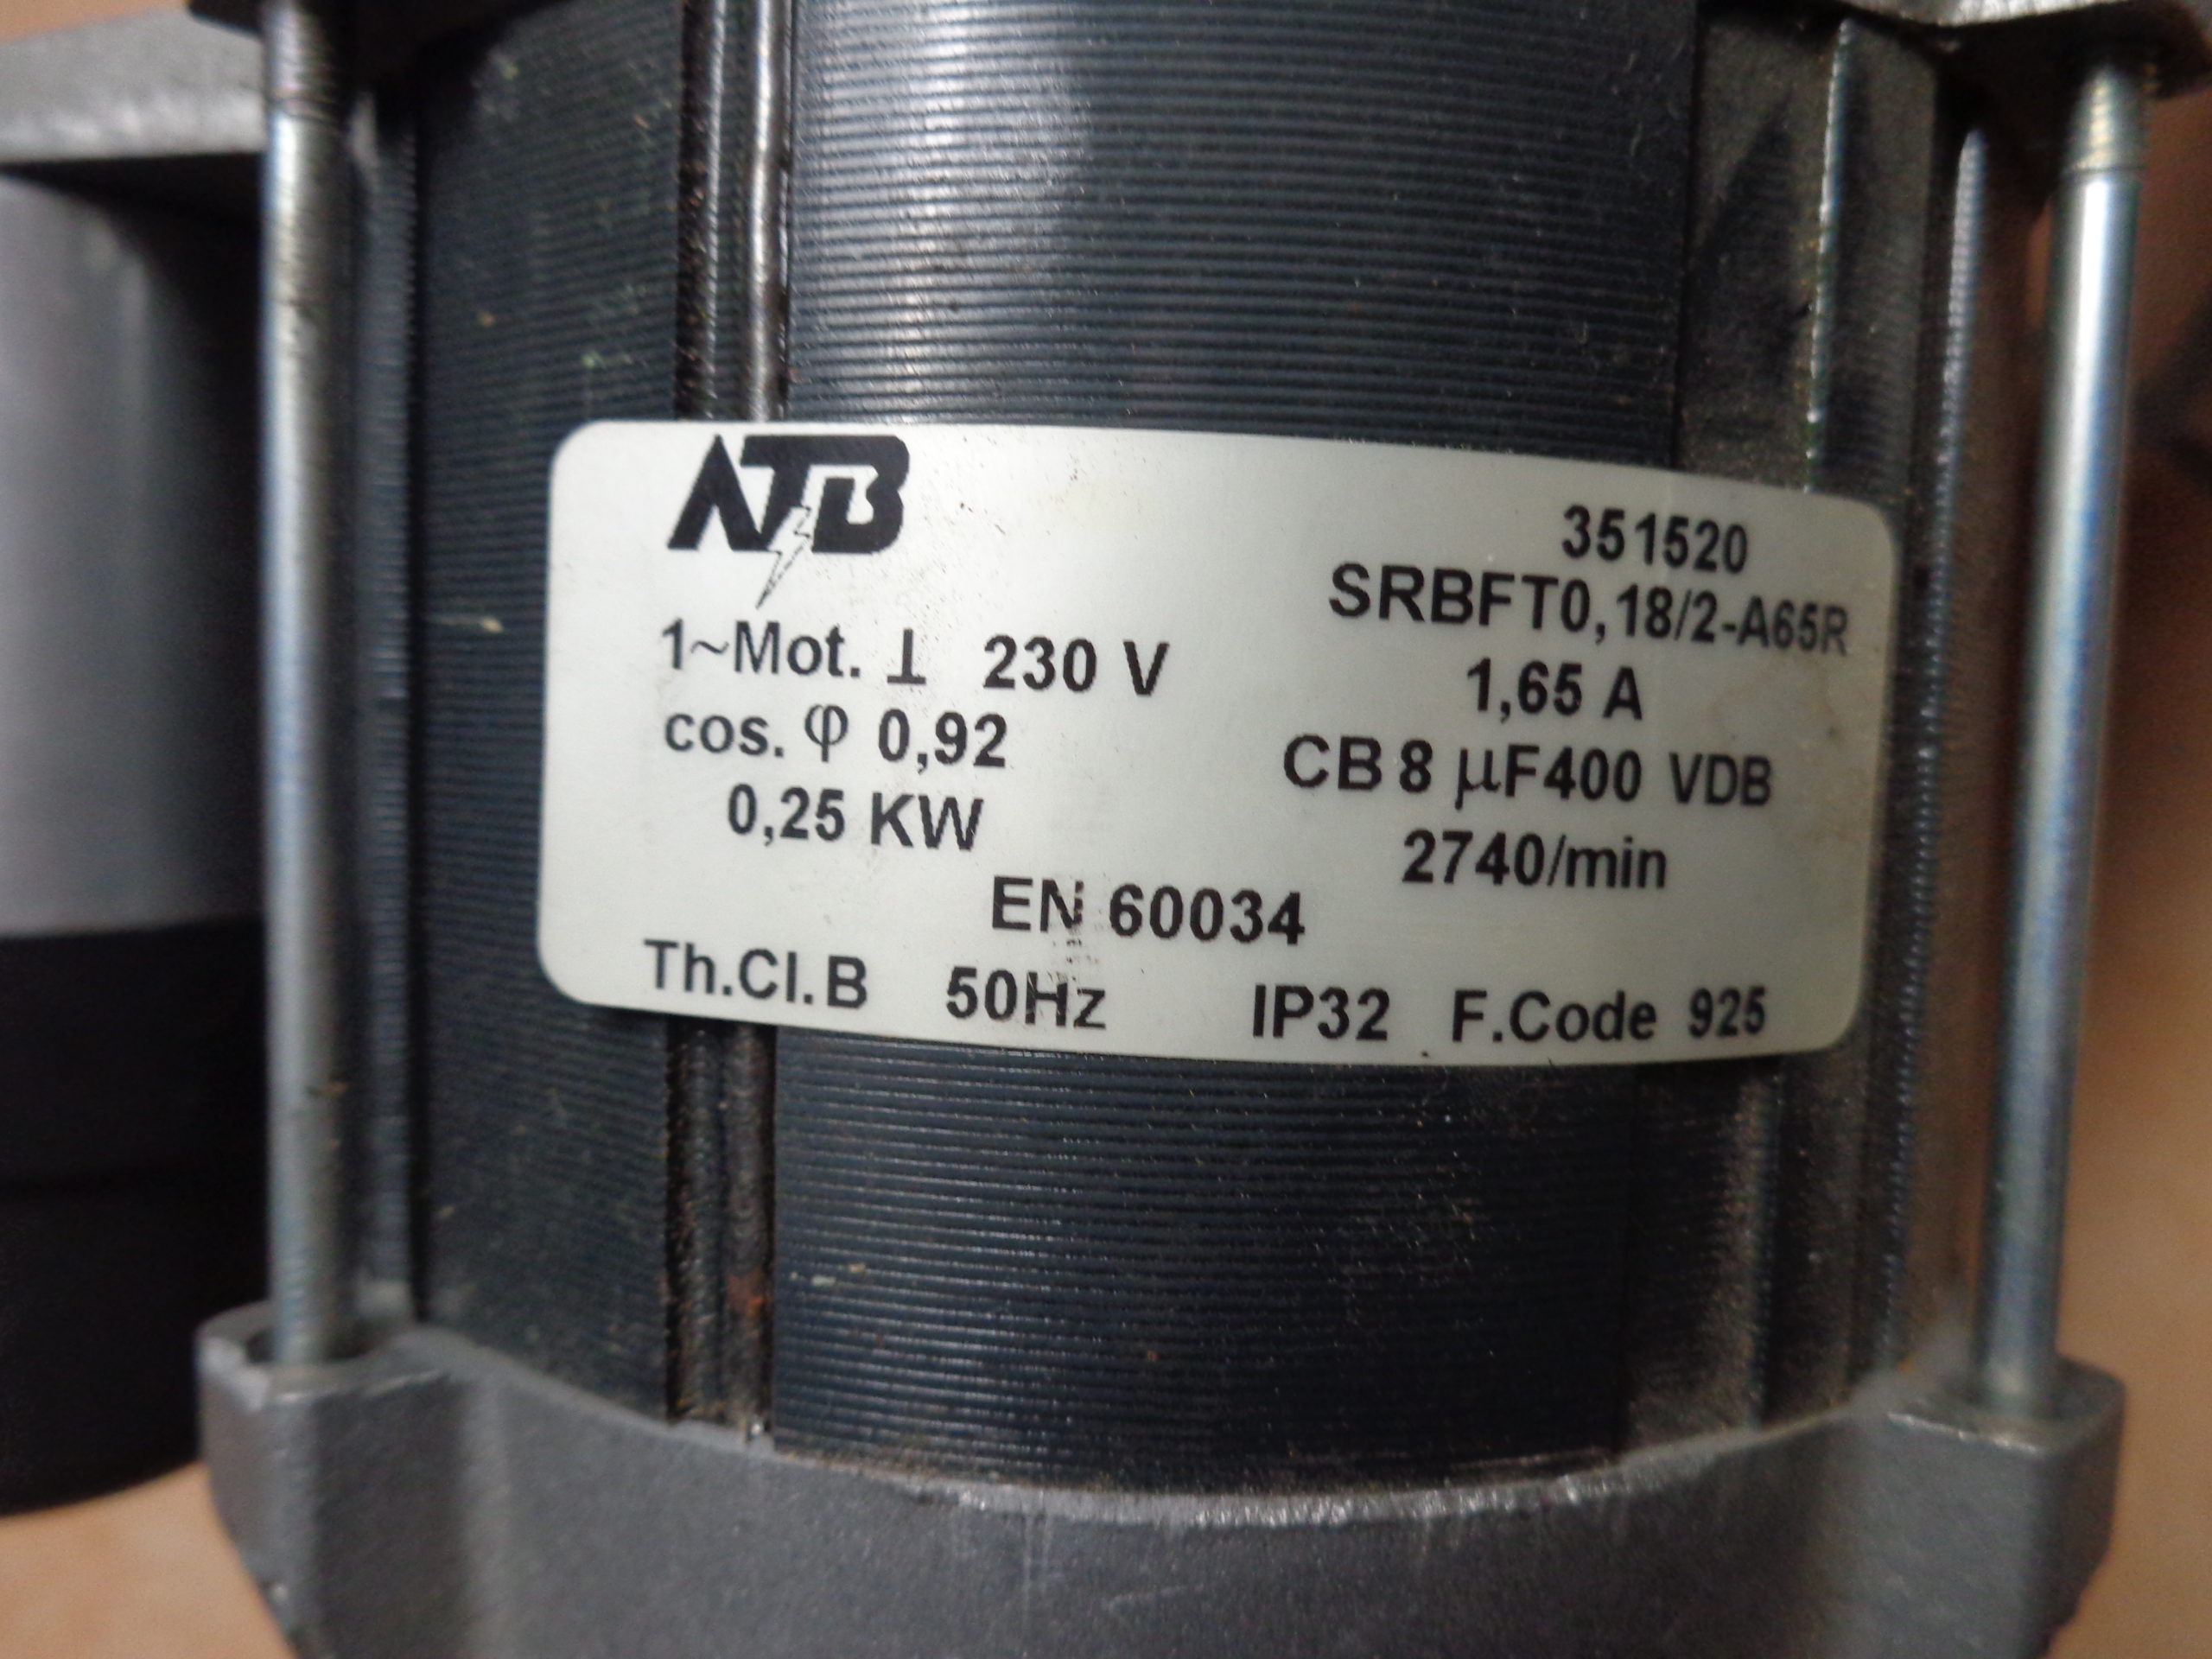 ATB
351520
SRBFT0,18/2-A65R
1~Mot. ⊥ 230 V 1,65 A
cos. φ 0,92 CB 8 µF400 VDB
0,25 KW 2740/min
EN 60034
Th.Cl.B 50Hz IP32 F.Code 925